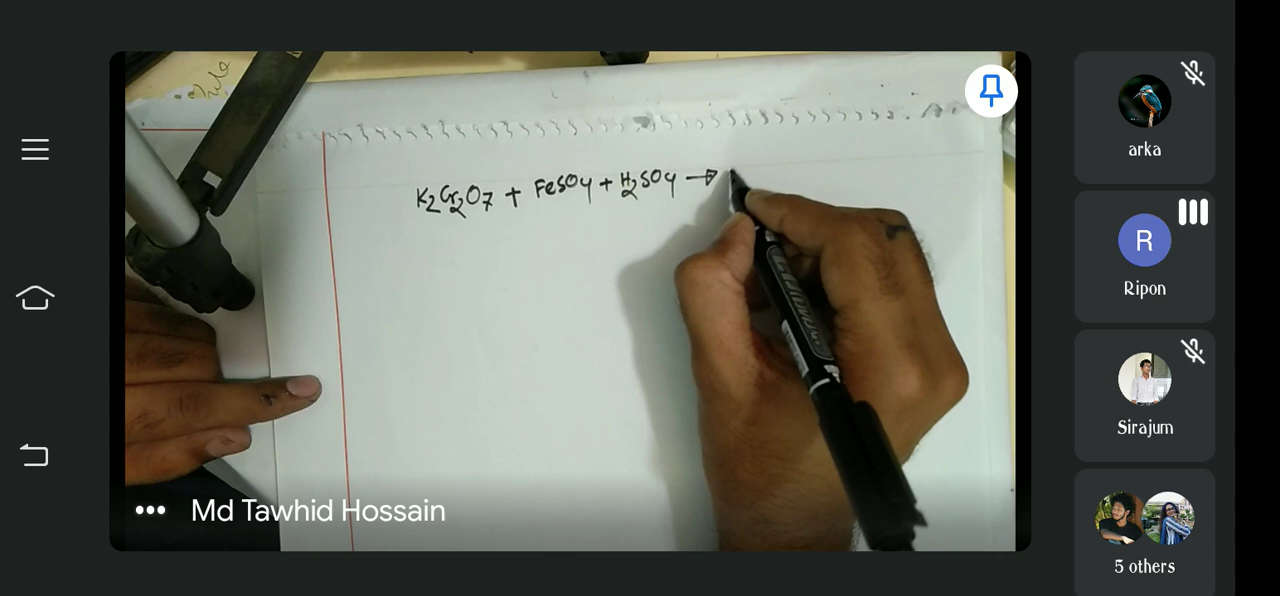 K2Cr2O7 + FeSO4 + H2SO4 →
Md Tawhid Hossain
arka
R
Ripon
Sirajum
5 others